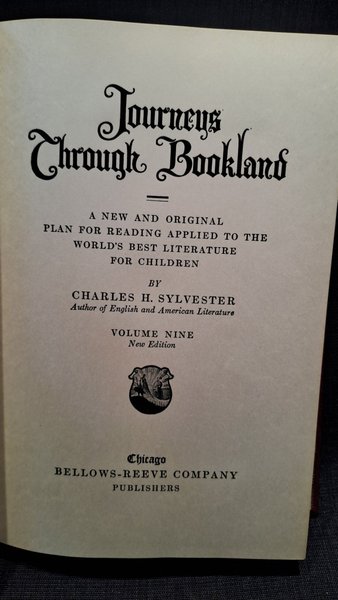 Journeys
Through Bookland
A NEW AND ORIGINAL
PLAN FOR READING APPLIED TO THE
WORLD'S BEST LITERATURE
FOR CHILDREN
BY
CHARLES H. SYLVESTER
Author of English and American Literature
VOLUME NINE
New Edition
Chicago
BELLOWS-REEVE COMPANY
PUBLISHERS